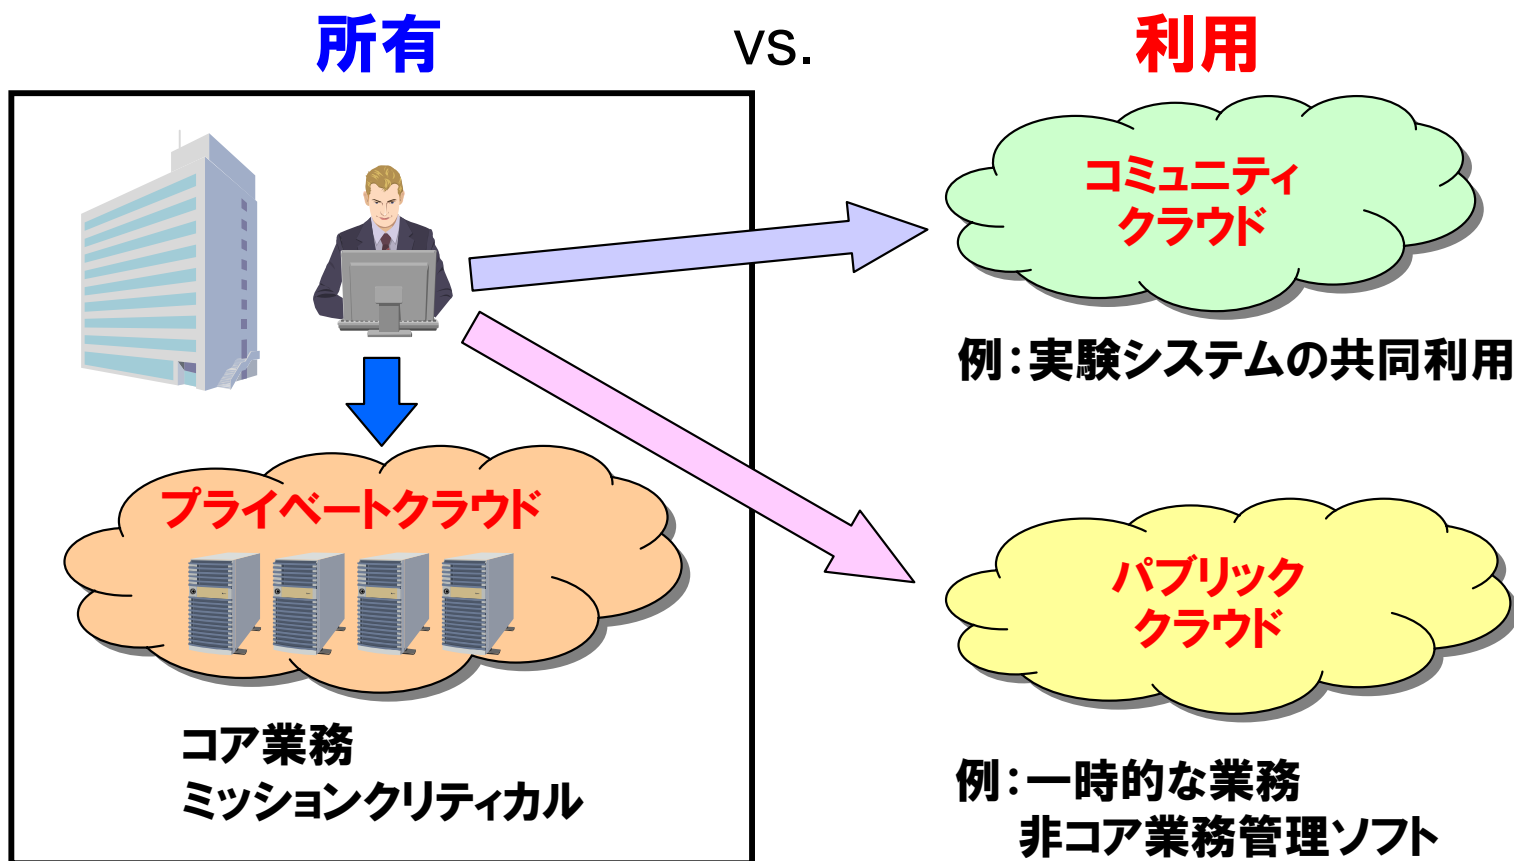 所有 vs. 利用
コミュニティ
クラウド
例：実験システムの共同利用
プライベートクラウド
コア業務
ミッションクリティカル
パブリック
クラウド
例：一時的な業務
非コア業務管理ソフト